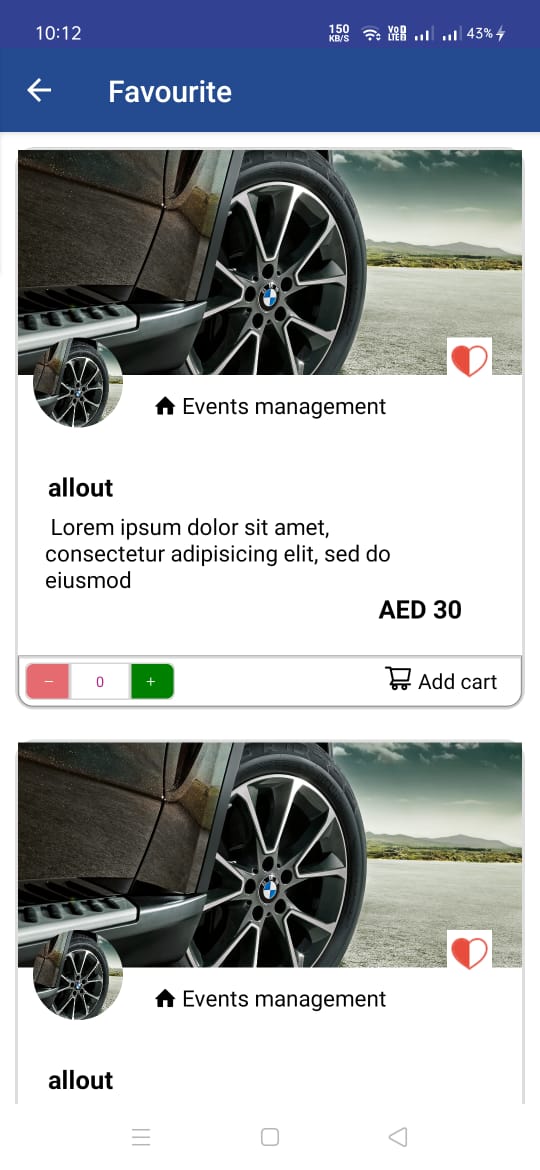 10:12
150
KB/S
Vo
LTE
43%
Favourite
Events management
allout
Lorem ipsum dolor sit amet,
consectetur adipisicing elit, sed do
eiusmod
AED 30
− 0 +
Add cart
Events management
allout